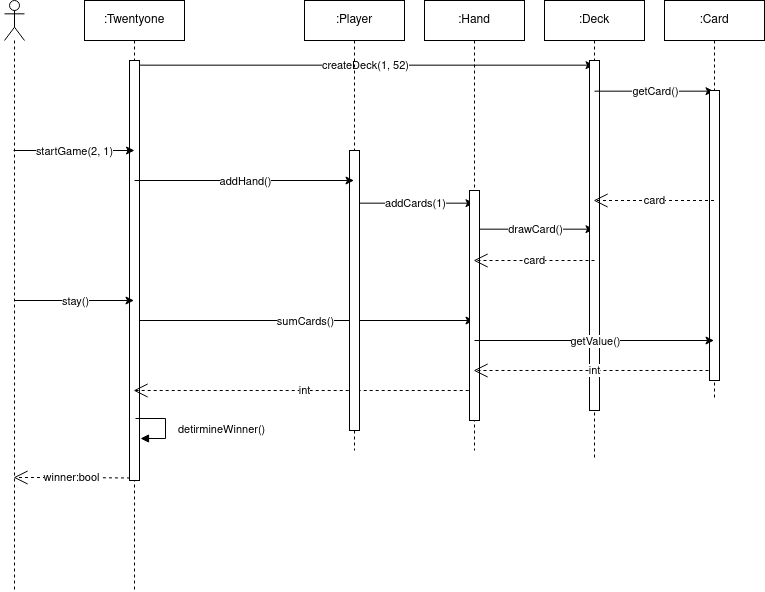 :Twentyone
:Player
:Hand
:Deck
:Card
createDeck(1, 52)
getCard()
startGame(2, 1)
addHand()
addCards(1)
card
drawCard()
card
stay()
sumCards()
getValue()
int
int
detirmineWinner()
winner:bool